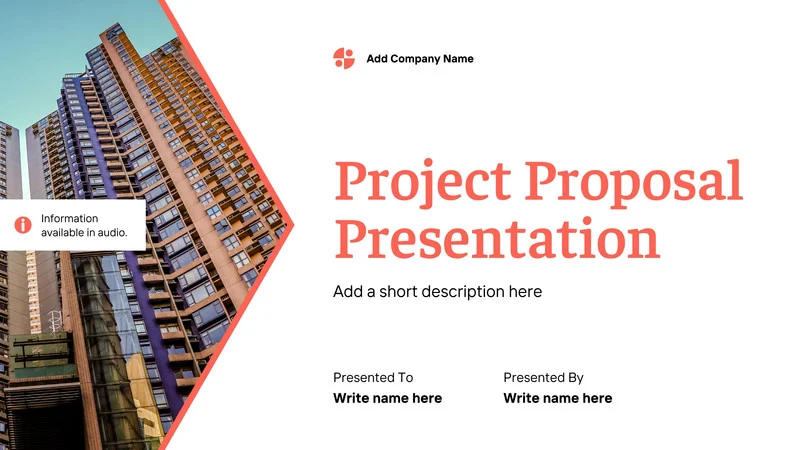 Add Company Name
Information
available in audio.
Project Proposal
Presentation
Add a short description here
Presented To
Write name here
Presented By
Write name here